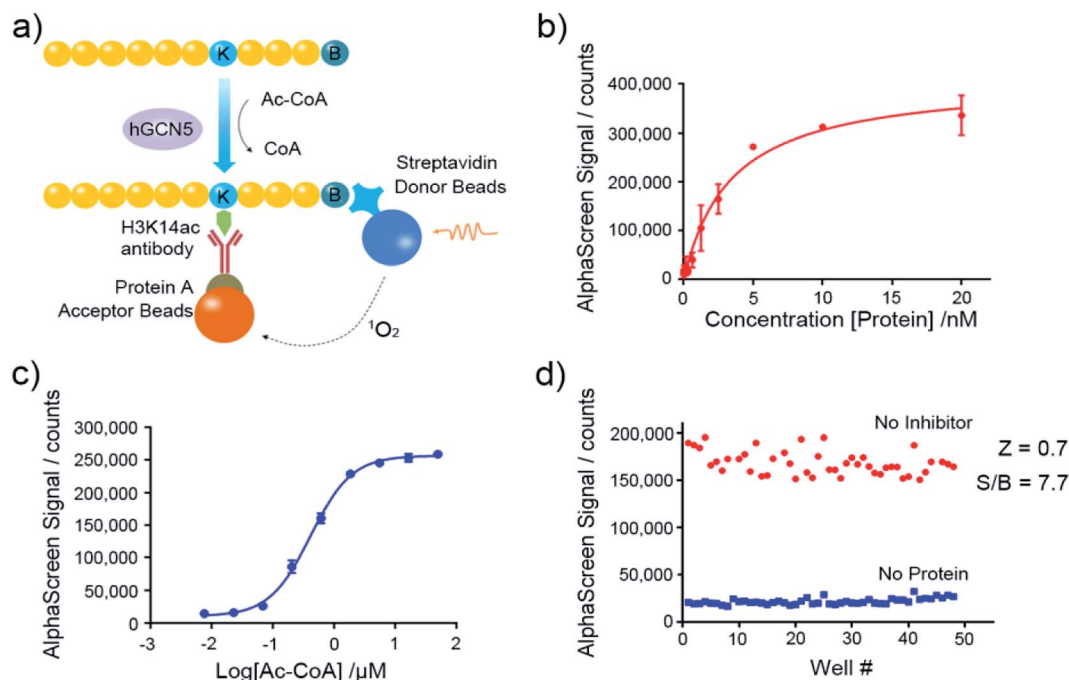 a)
K
B
Ac-CoA
hGCN5
CoA
Streptavidin
Donor Beads
K
B
H3K14ac
antibody
Protein A
Acceptor Beads
¹O₂
b)
AlphaScreen Signal / counts
400,000
300,000
200,000
100,000
0
0
5
10
15
20
Concentration [Protein] /nM
c)
AlphaScreen Signal / counts
300,000
250,000
200,000
150,000
100,000
50,000
0
-3
-2
-1
0
1
2
Log[Ac-CoA] /µM
d)
AlphaScreen Signal / counts
200,000
150,000
100,000
50,000
0
0
10
20
30
40
50
Well #
No Inhibitor
Z = 0.7
S/B = 7.7
No Protein